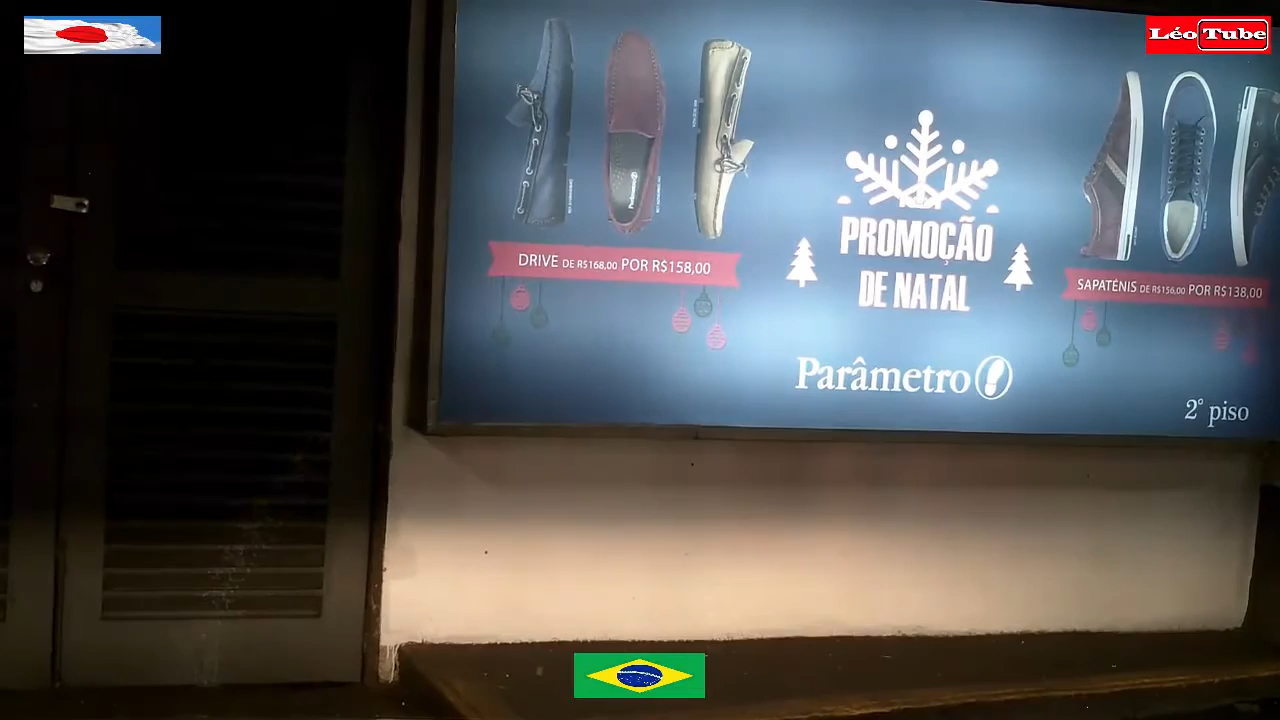 Léo Tube
PROMOÇÃO
DE NATAL
DRIVE DE R$168,00 POR R$158,00
SAPATÊNIS DE R$156,00 POR R$138,00
Parâmetro
2º piso